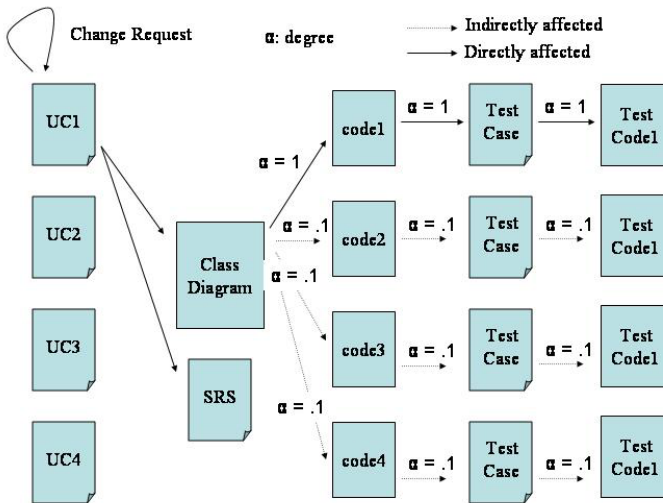 Change Request
α: degree
Indirectly affected
Directly affected
UC1
code1
α = 1
Test
Case
α = 1
Test
Code1
α = 1
UC2
Class
Diagram
α = .1
code2
α = .1
Test
Case
α = .1
Test
Code1
α = .1
UC3
code3
α = .1
Test
Case
α = .1
Test
Code1
SRS
α = .1
UC4
code4
α = .1
Test
Case
α = .1
Test
Code1